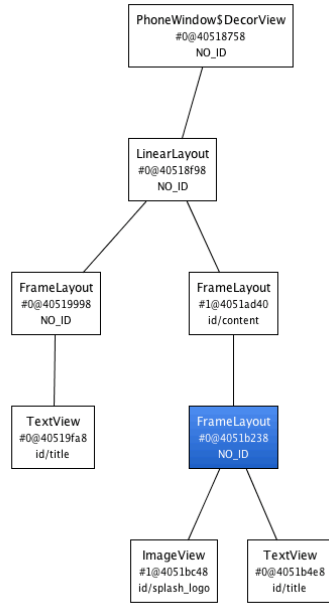 PhoneWindow$DecorView
#0@40518758
NO_ID
LinearLayout
#0@40518f98
NO_ID
FrameLayout
#0@40519998
NO_ID
FrameLayout
#1@4051ad40
id/content
TextView
#0@40519fa8
id/title
FrameLayout
#0@4051b238
NO_ID
ImageView
#1@4051bc48
id/splash_logo
TextView
#0@4051b4e8
id/title